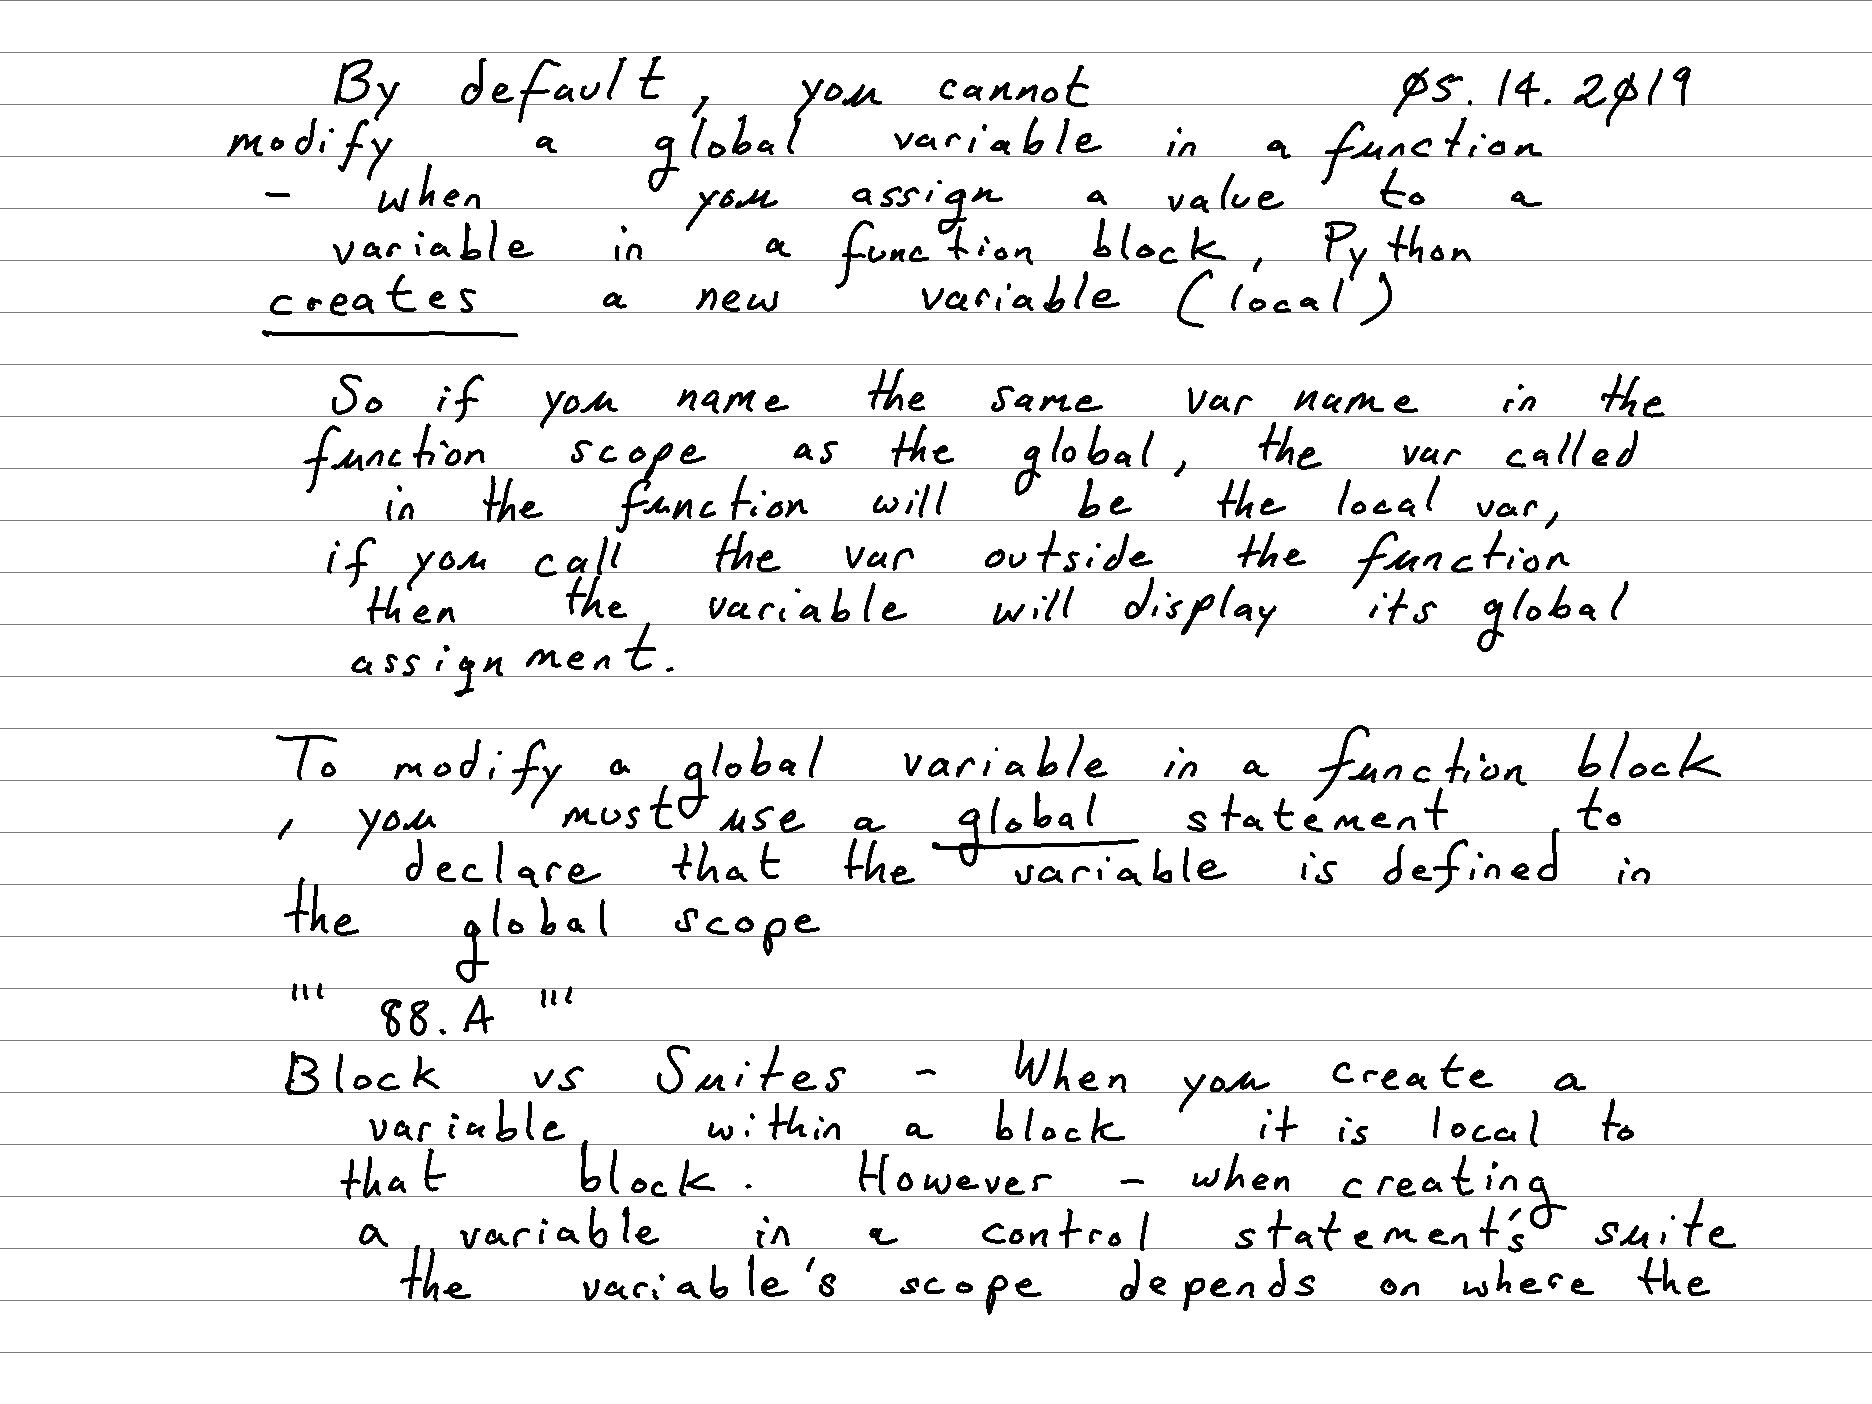 By default, you cannot 05.14.2019
modify a global variable in a function
- when you assign a value to a
variable in a function block, Python
creates a new variable (local)
So if you name the same var name in the
function scope as the global, the var called
in the function will be the local var,
if you call the var outside the function
then the variable will display its global
assignment.
To modify a global variable in a function block
, you must use a global statement to
declare that the variable is defined in
the global scope
''' 88.A '''
Block vs Suites - When you create a
variable within a block it is local to
that block. However - when creating
a variable in a control statement's suite
the variable's scope depends on where the